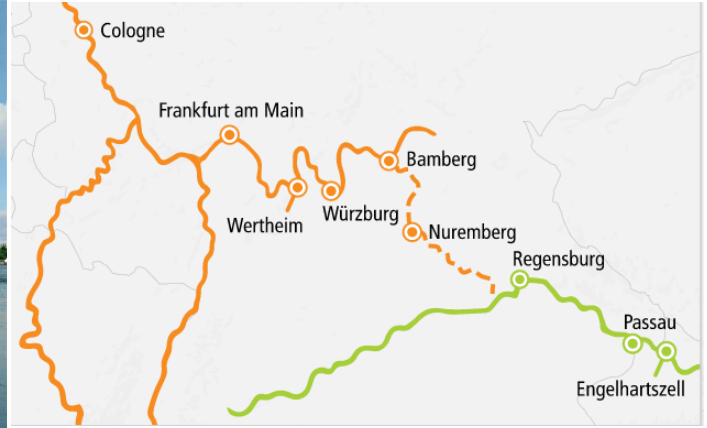 Cologne
Frankfurt am Main
Bamberg
Wertheim
Würzburg
Nuremberg
Regensburg
Passau
Engelhartszell